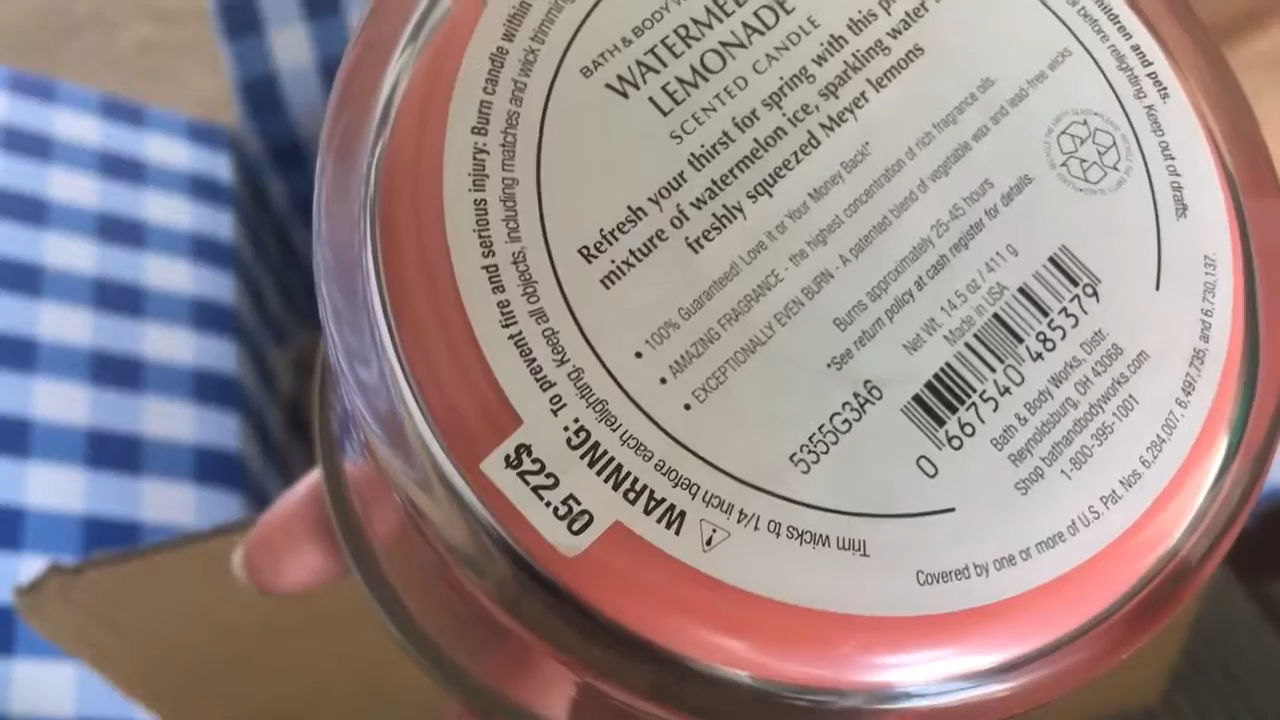 BATH & BODY
WATERME
LEMONADE
SCENTED CANDLE
Refresh your thirst for spring with this
mixture of watermelon ice, sparkling water
freshly squeezed Meyer lemons
• 100% Guaranteed! Love it or Your Money Back!*
• AMAZING FRAGRANCE - the highest concentration of rich fragrance oils
• EXCEPTIONALLY EVEN BURN - A patented blend of vegetable wax and lead-free wicks
Burns approximately 25-45 hours
*See return policy at cash register for details.
Net Wt. 14.5 oz / 411 g
Made in USA
5355G3A6
0 667540 485379
Bath & Body Works, Distr.
Reynoldsburg, OH 43068
Shop bathandbodyworks.com
1-800-395-1001
Covered by one or more of U.S. Pat. Nos. 6,284,007, 6,497,735, and 6,730,137.
$22.50
WARNING: To prevent fire and serious injury: Burn candle within
children and pets.
Trim wicks to 1/4 inch before each relighting. Keep all objects, including matches and wick trimming
before relighting. Keep out of drafts.